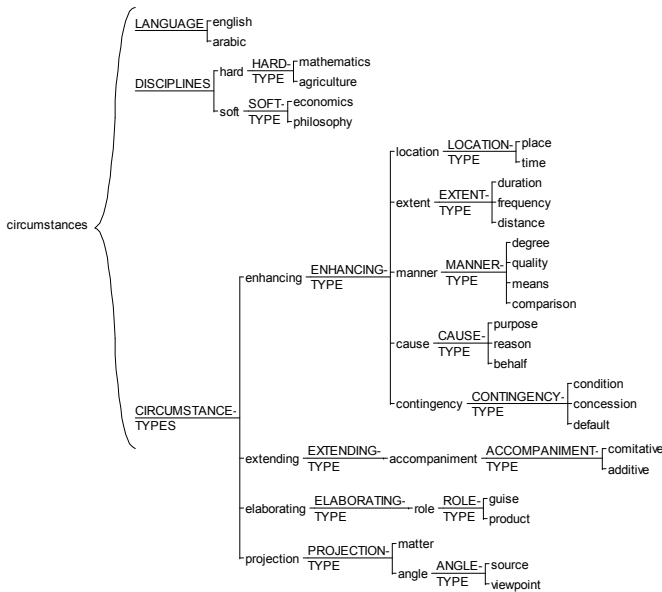 LANGUAGE english
arabic
DISCIPLINES
hard HARD-TYPE mathematics
agriculture
soft SOFT-TYPE economics
philosophy
circumstances
CIRCUMSTANCE-TYPES
enhancing ENHANCING-TYPE
location LOCATION-TYPE place
time
extent EXTENT-TYPE duration
frequency
distance
manner MANNER-TYPE degree
quality
means
comparison
cause CAUSE-TYPE purpose
reason
behalf
contingency CONTINGENCY-TYPE condition
concession
default
extending EXTENDING-TYPE accompaniment ACCOMPANIMENT-TYPE comitative
additive
elaborating ELABORATING-TYPE role ROLE-TYPE guise
product
projection PROJECTION-TYPE matter
angle ANGLE-TYPE source
viewpoint